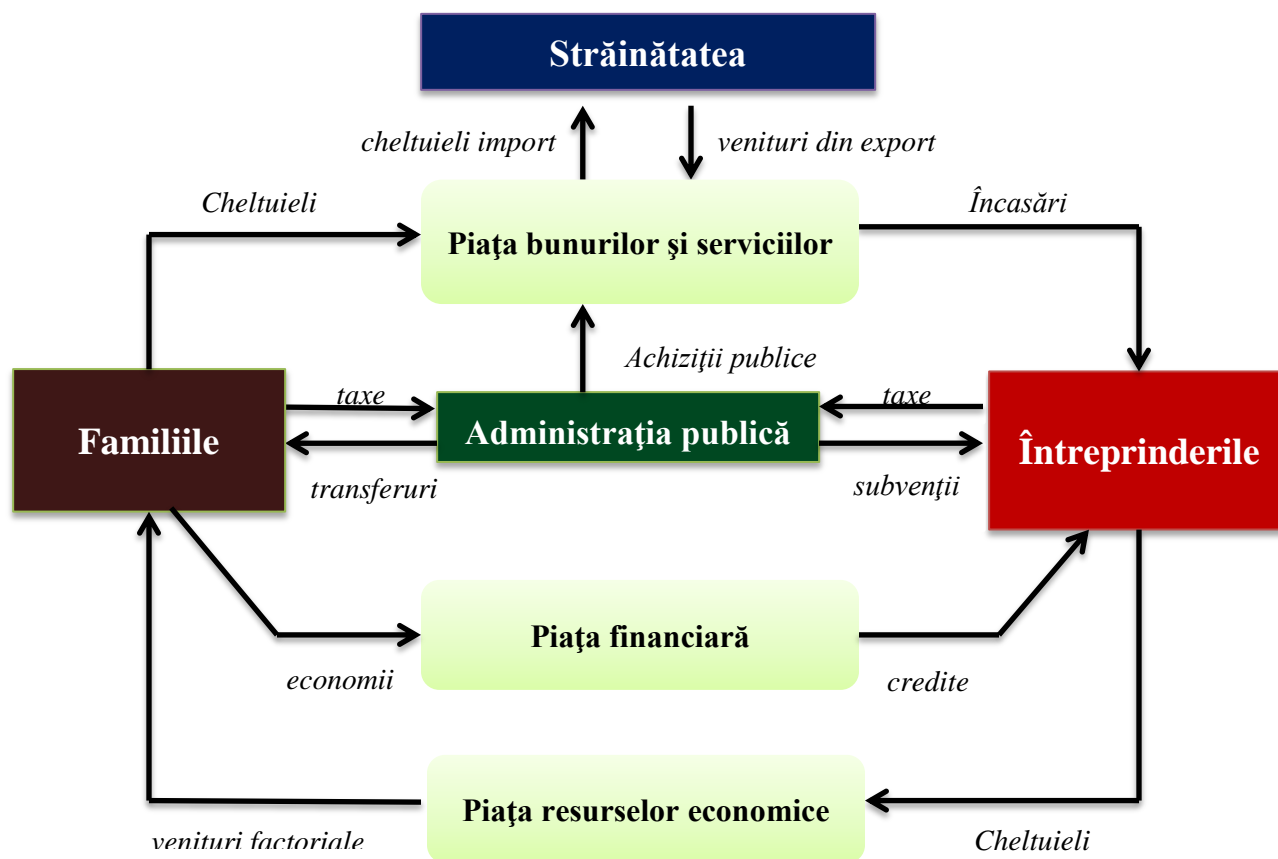 Străinătatea
cheltuieli import
venituri din export
Cheltuieli
Încasări
Piaţa bunurilor şi serviciilor
Achiziţii publice
taxe
taxe
Familiile
Administraţia publică
Întreprinderile
transferuri
subvenţii
Piaţa financiară
economii
credite
Piaţa resurselor economice
venituri factoriale
Cheltuieli